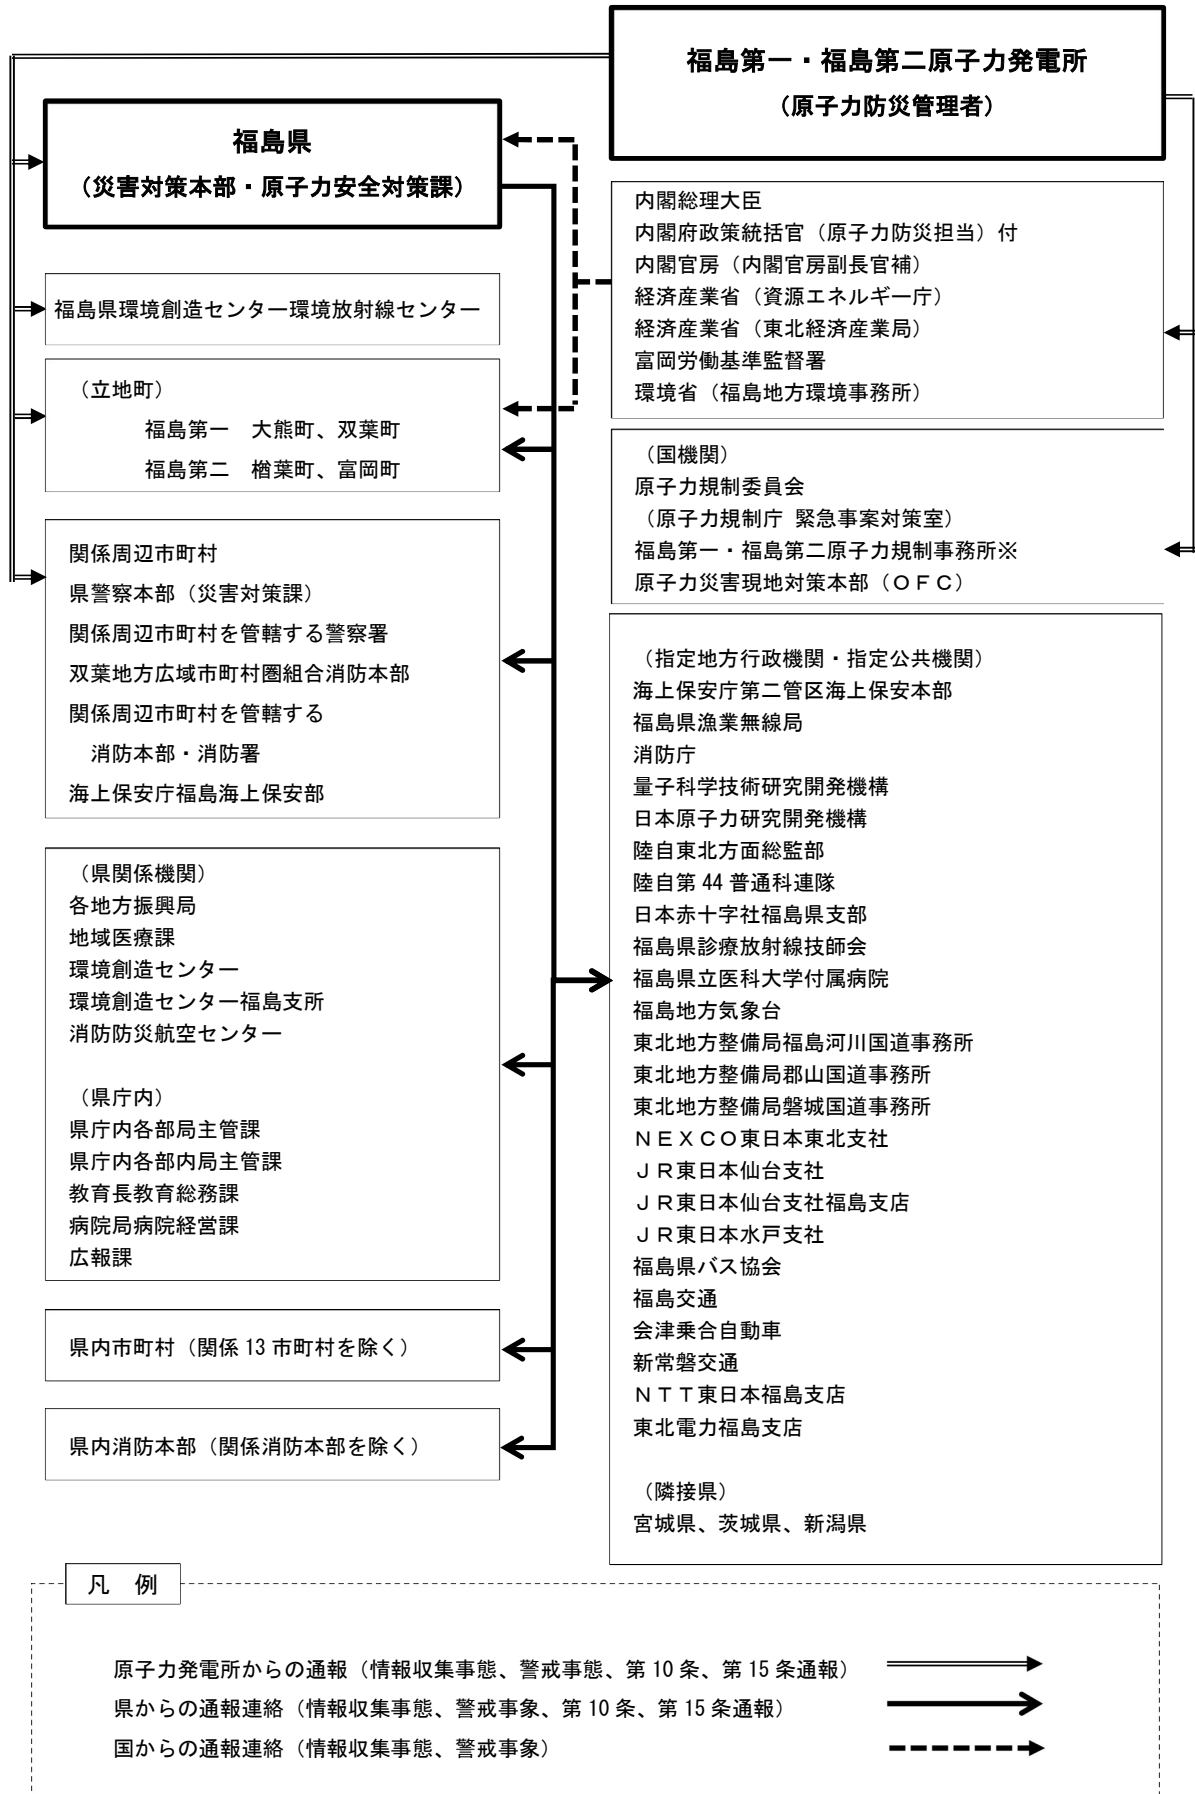 福島第一・福島第二原子力発電所
（原子力防災管理者）
福島県
（災害対策本部・原子力安全対策課）
福島県環境創造センター環境放射線センター
（立地町）
福島第一　大熊町、双葉町
福島第二　楢葉町、富岡町
関係周辺市町村
県警察本部（災害対策課）
関係周辺市町村を管轄する警察署
双葉地方広域市町村圏組合消防本部
関係周辺市町村を管轄する
消防本部・消防署
海上保安庁福島海上保安部
（県関係機関）
各地方振興局
地域医療課
環境創造センター
環境創造センター福島支所
消防防災航空センター
（県庁内）
県庁内各部局主管課
県庁内各部内局主管課
教育長教育総務課
病院局病院経営課
広報課
県内市町村（関係 13 市町村を除く）
県内消防本部（関係消防本部を除く）
内閣総理大臣
内閣府政策統括官（原子力防災担当）付
内閣官房（内閣官房副長官補）
経済産業省（資源エネルギー庁）
経済産業省（東北経済産業局）
富岡労働基準監督署
環境省（福島地方環境事務所）
（国機関）
原子力規制委員会
（原子力規制庁 緊急事案対策室）
福島第一・福島第二原子力規制事務所※
原子力災害現地対策本部（ＯＦＣ）
（指定地方行政機関・指定公共機関）
海上保安庁第二管区海上保安本部
福島県漁業無線局
消防庁
量子科学技術研究開発機構
日本原子力研究開発機構
陸自東北方面総監部
陸自第 44 普通科連隊
日本赤十字社福島県支部
福島県診療放射線技師会
福島県立医科大学付属病院
福島地方気象台
東北地方整備局福島河川国道事務所
東北地方整備局郡山国道事務所
東北地方整備局磐城国道事務所
ＮＥＸＣＯ東日本東北支社
ＪＲ東日本仙台支社
ＪＲ東日本仙台支社福島支店
ＪＲ東日本水戸支社
福島県バス協会
福島交通
会津乗合自動車
新常磐交通
ＮＴＴ東日本福島支店
東北電力福島支店
（隣接県）
宮城県、茨城県、新潟県
凡　例
原子力発電所からの通報（情報収集事態、警戒事態、第 10 条、第 15 条通報）
県からの通報連絡（情報収集事態、警戒事象、第 10 条、第 15 条通報）
国からの通報連絡（情報収集事態、警戒事象）